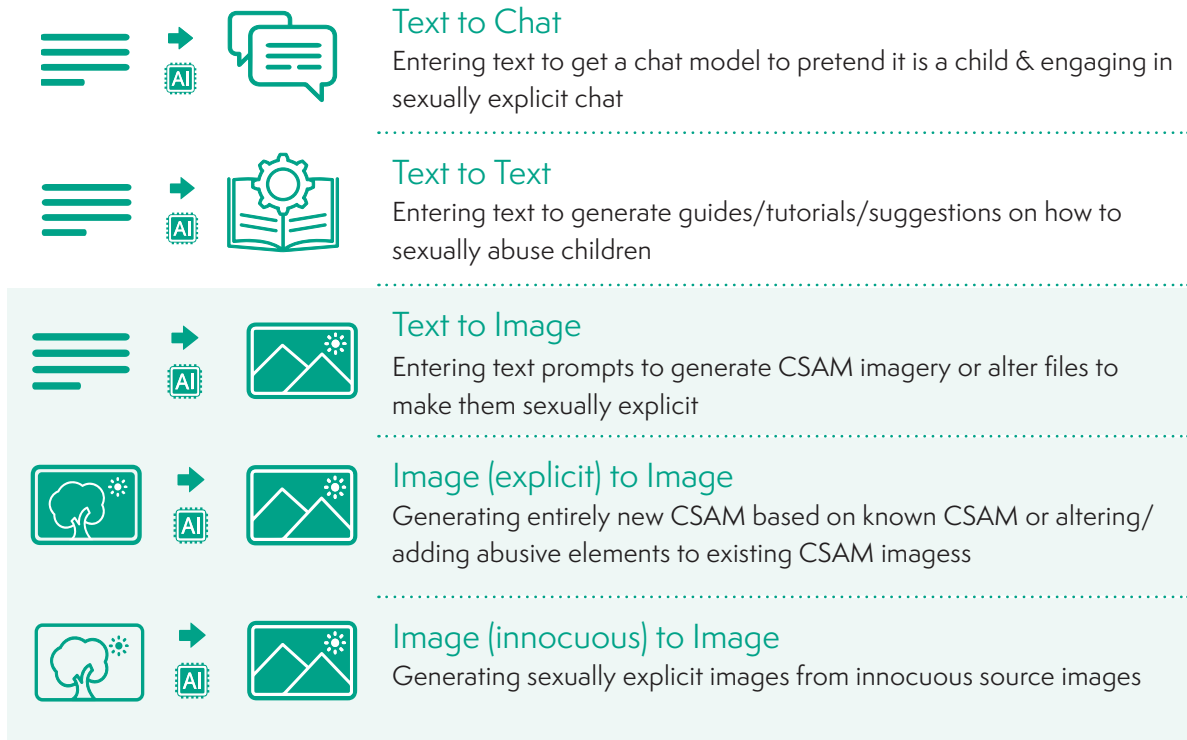 Text to Chat
AI
Entering text to get a chat model to pretend it is a child & engaging in
sexually explicit chat
Text to Text
AI
Entering text to generate guides/tutorials/suggestions on how to
sexually abuse children
Text to Image
AI
Entering text prompts to generate CSAM imagery or alter files to
make them sexually explicit
Image (explicit) to Image
AI
Generating entirely new CSAM based on known CSAM or altering/
adding abusive elements to existing CSAM imagess
Image (innocuous) to Image
AI
Generating sexually explicit images from innocuous source images